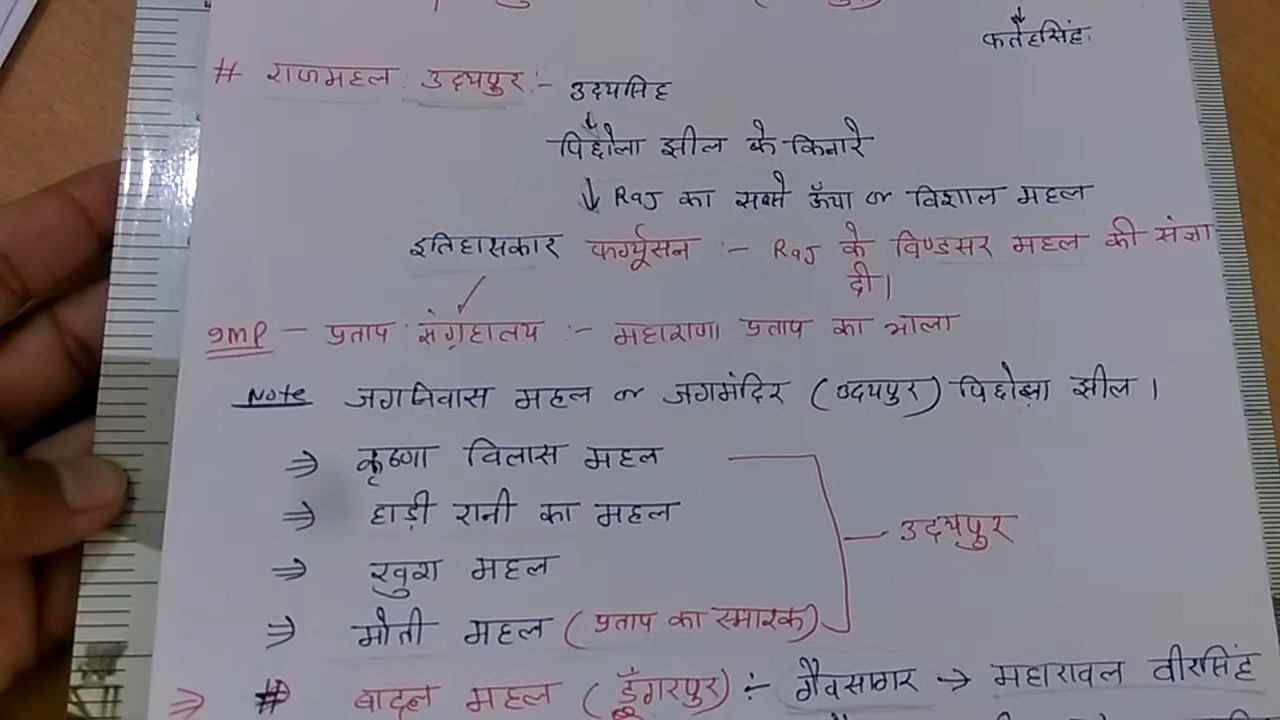 फतेहसिंह
# राजमहल उदयपुर :- उदयसिंह
पिछोला झील के किनारे
Raj का सबसे ऊँचा or विशाल महल
इतिहासकार फर्ग्यूसन :- Raj के विण्डसर महल की संज्ञा
दी।
Imp - प्रताप संग्रहालय :- महाराणा प्रताप का भाला
Note जगनिवास महल or जगमंदिर (उदयपुर) पिछोला झील।
⇒ कृष्णा विलास महल
⇒ हाड़ी रानी का महल
⇒ खुश महल
— उदयपुर
⇒ मोती महल (प्रताप का स्मारक)
⇒ # बादल महल (डूँगरपुर) :- गैवसागर → महारावल वीरसिंह